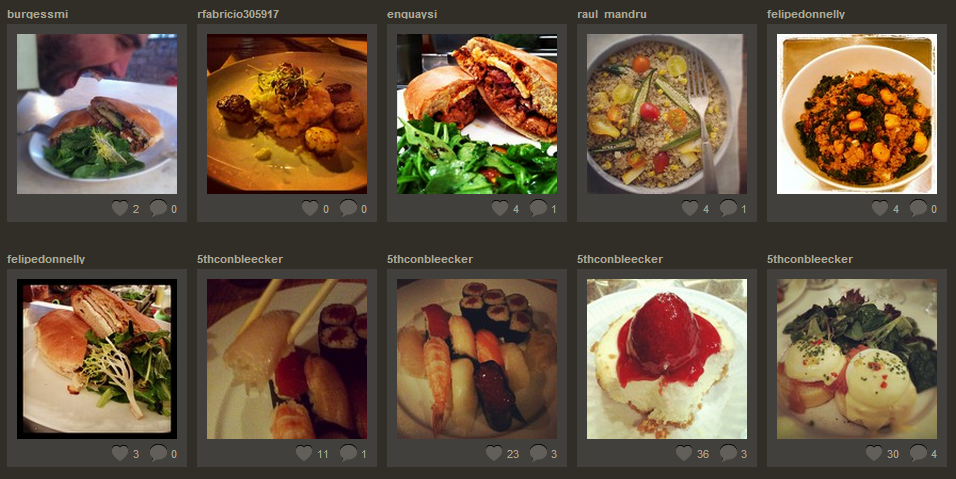 burgessmi rfabricio305917 enquaysi raul_mandru felipedonnelly
2 0 0 0 4 1 4 1 4 0
felipedonnelly 5thconbleecker 5thconbleecker 5thconbleecker 5thconbleecker
3 0 11 1 23 3 36 3 30 4